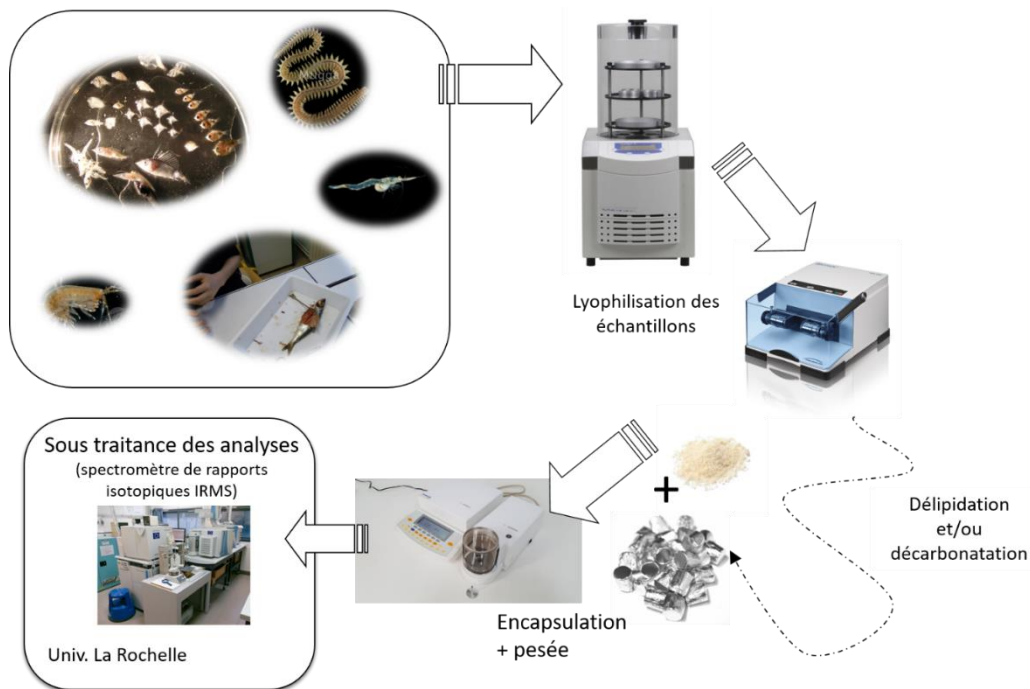 Lyophilisation des
échantillons
Délipidation
et/ou
décarbonatation
+
Encapsulation
+ pesée
Sous traitance des analyses
(spectromètre de rapports
isotopiques IRMS)
Univ. La Rochelle